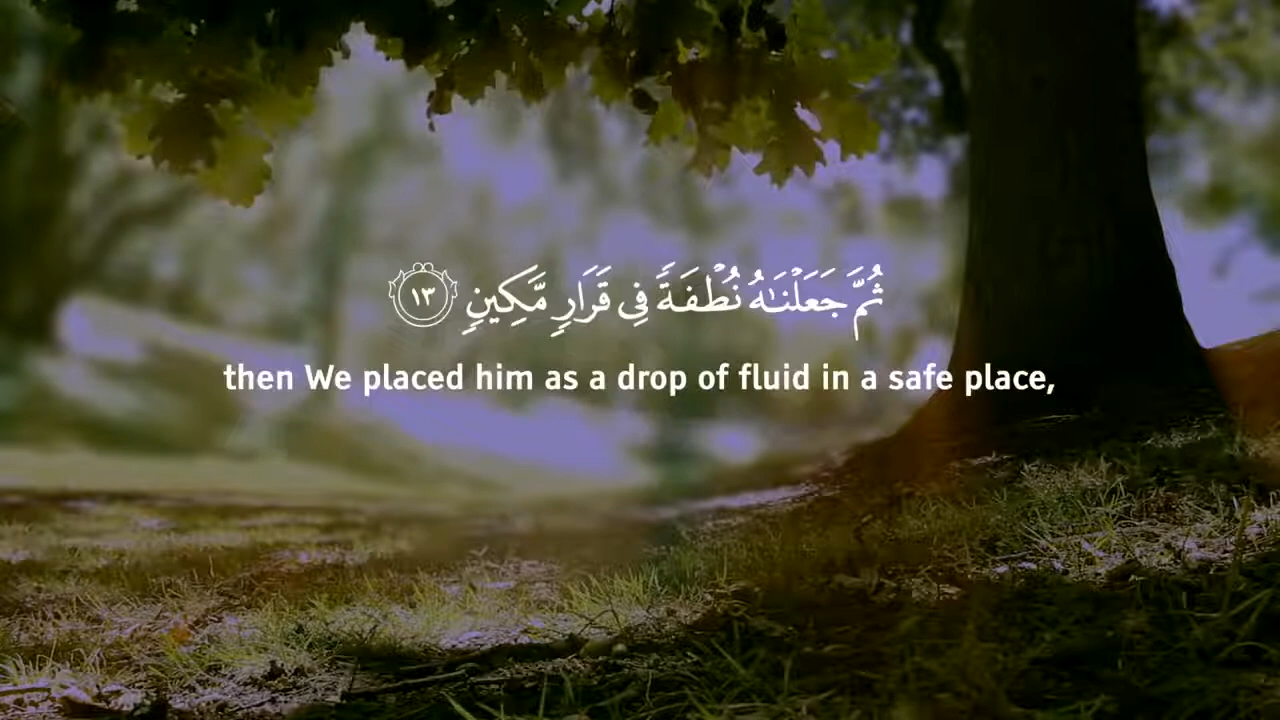 ثُمَّ جَعَلْنَـٰهُ نُطْفَةً فِى قَرَارٍ مَّكِينٍ ١٣
then We placed him as a drop of fluid in a safe place,